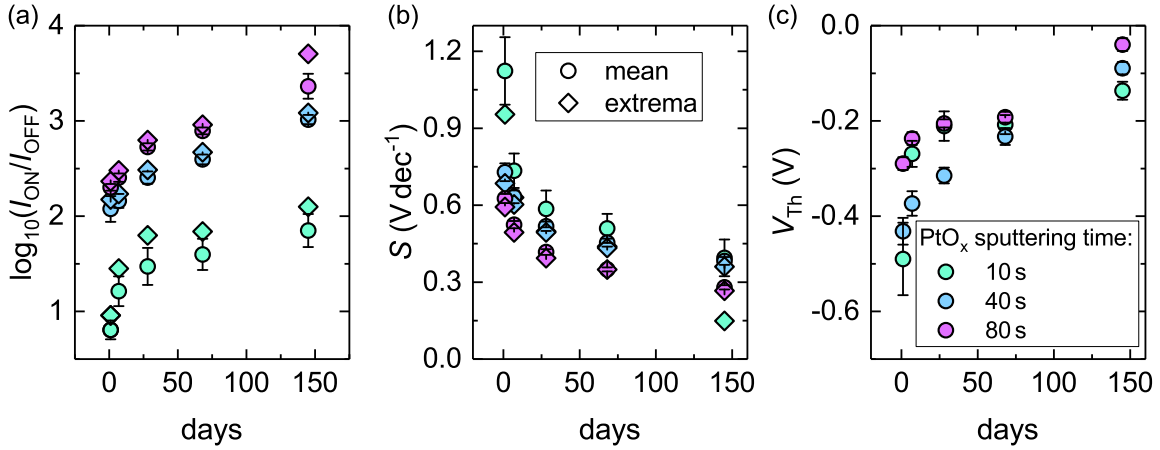 (a)
4
3
2
1
log10(ION/IOFF)
0 50 100 150
days
(b)
1.2
0.9
0.6
0.3
0.0
S (V dec⁻¹)
mean
extrema
0 50 100 150
days
(c)
0.0
-0.2
-0.4
-0.6
VTh (V)
PtOx sputtering time:
10 s
40 s
80 s
0 50 100 150
days